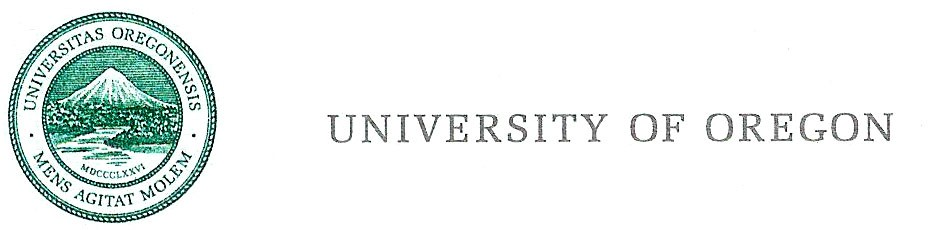 UNIVERSITAS OREGONENSIS
MDCCCLXXVI
MENS AGITAT MOLEM
UNIVERSITY OF OREGON